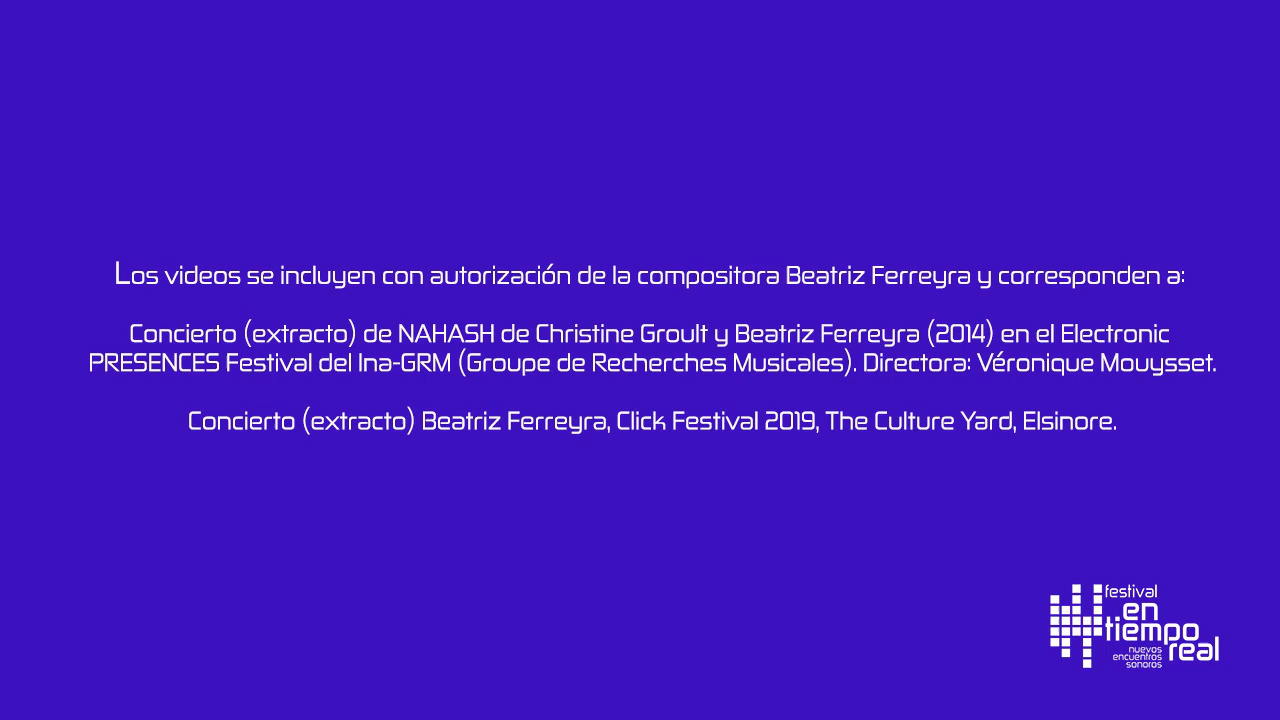 Los videos se incluyen con autorización de la compositora Beatriz Ferreyra y corresponden a:
Concierto (extracto) de NAHASH de Christine Groult y Beatriz Ferreyra (2014) en el Electronic
PRESENCES Festival del Ina-GRM (Groupe de Recherches Musicales). Directora: Véronique Mouysset.
Concierto (extracto) Beatriz Ferreyra, Click Festival 2019, The Culture Yard, Elsinore.
festival
en
tiempo
real
nuevos
encuentros
sonoros